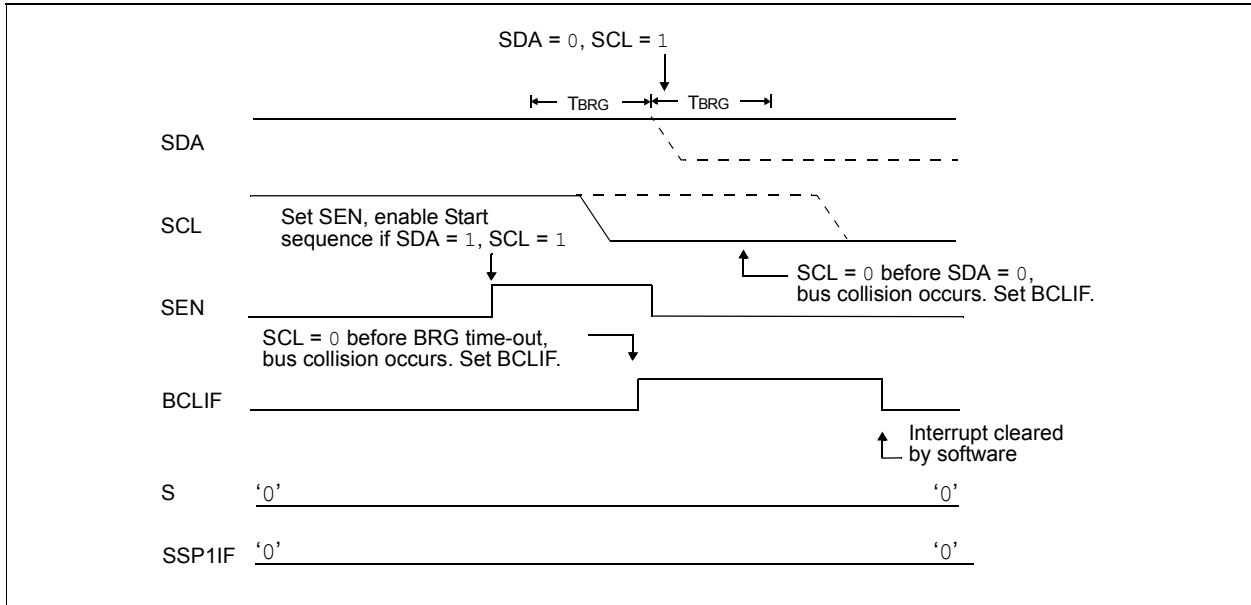 SDA = 0, SCL = 1
TBRG TBRG
SDA
SCL
Set SEN, enable Start
sequence if SDA = 1, SCL = 1
SCL = 0 before SDA = 0,
bus collision occurs. Set BCLIF.
SEN
SCL = 0 before BRG time-out,
bus collision occurs. Set BCLIF.
BCLIF
Interrupt cleared
by software
S ‘0’ ‘0’
SSP1IF ‘0’ ‘0’